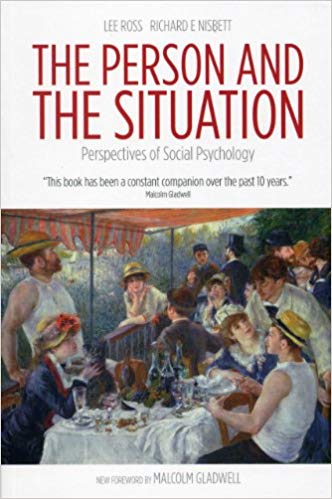 LEE ROSS RICHARD E NISBETT
THE PERSON AND
THE SITUATION
Perspectives of Social Psychology
"This book has been a constant companion over the past 10 years."
Malcolm Gladwell
NEW FOREWORD BY MALCOLM GLADWELL